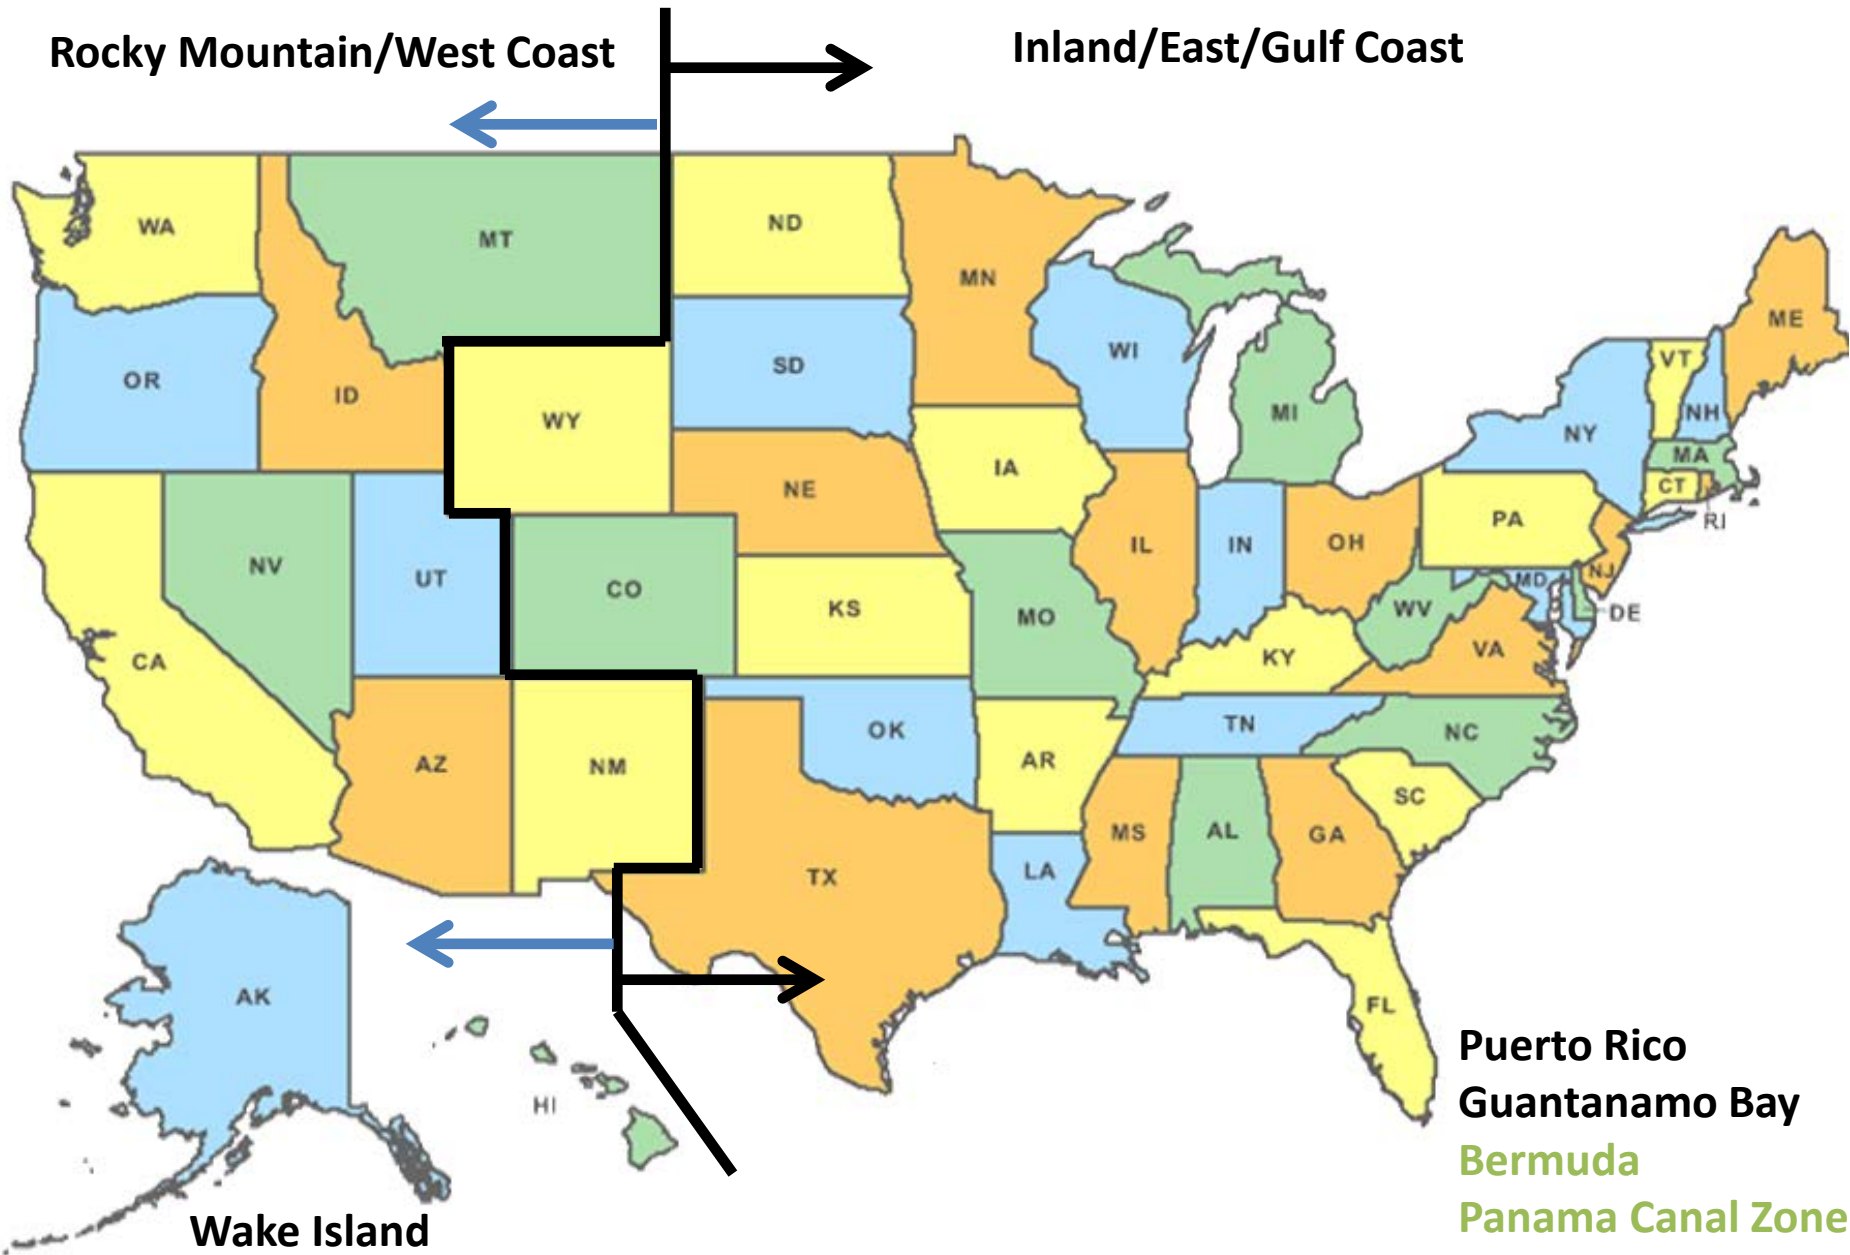 Rocky Mountain/West Coast
Inland/East/Gulf Coast
WA
MT
ND
MN
ME
OR
ID
WY
SD
WI
MI
VT
NH
NY
MA
CT
RI
IA
NE
PA
NV
UT
CO
KS
MO
IL
IN
OH
NJ
MD
DE
WV
VA
KY
CA
AZ
NM
OK
AR
TN
NC
SC
TX
LA
MS
AL
GA
FL
AK
HI
Puerto Rico
Guantanamo Bay
Bermuda
Panama Canal Zone
Wake Island